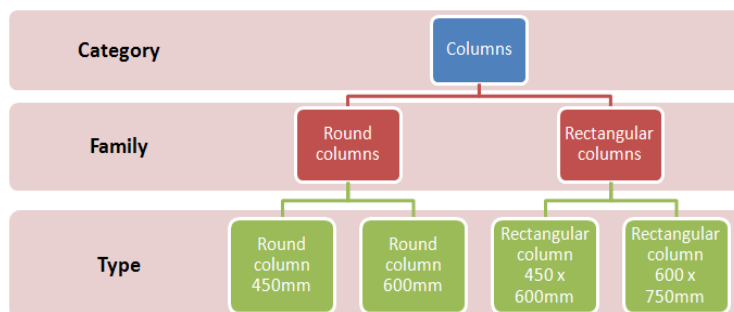 Category
Columns
Family
Round
columns
Rectangular
columns
Type
Round
column
450mm
Round
column
600mm
Rectangular
column
450 x
600mm
Rectangular
column
600 x
750mm